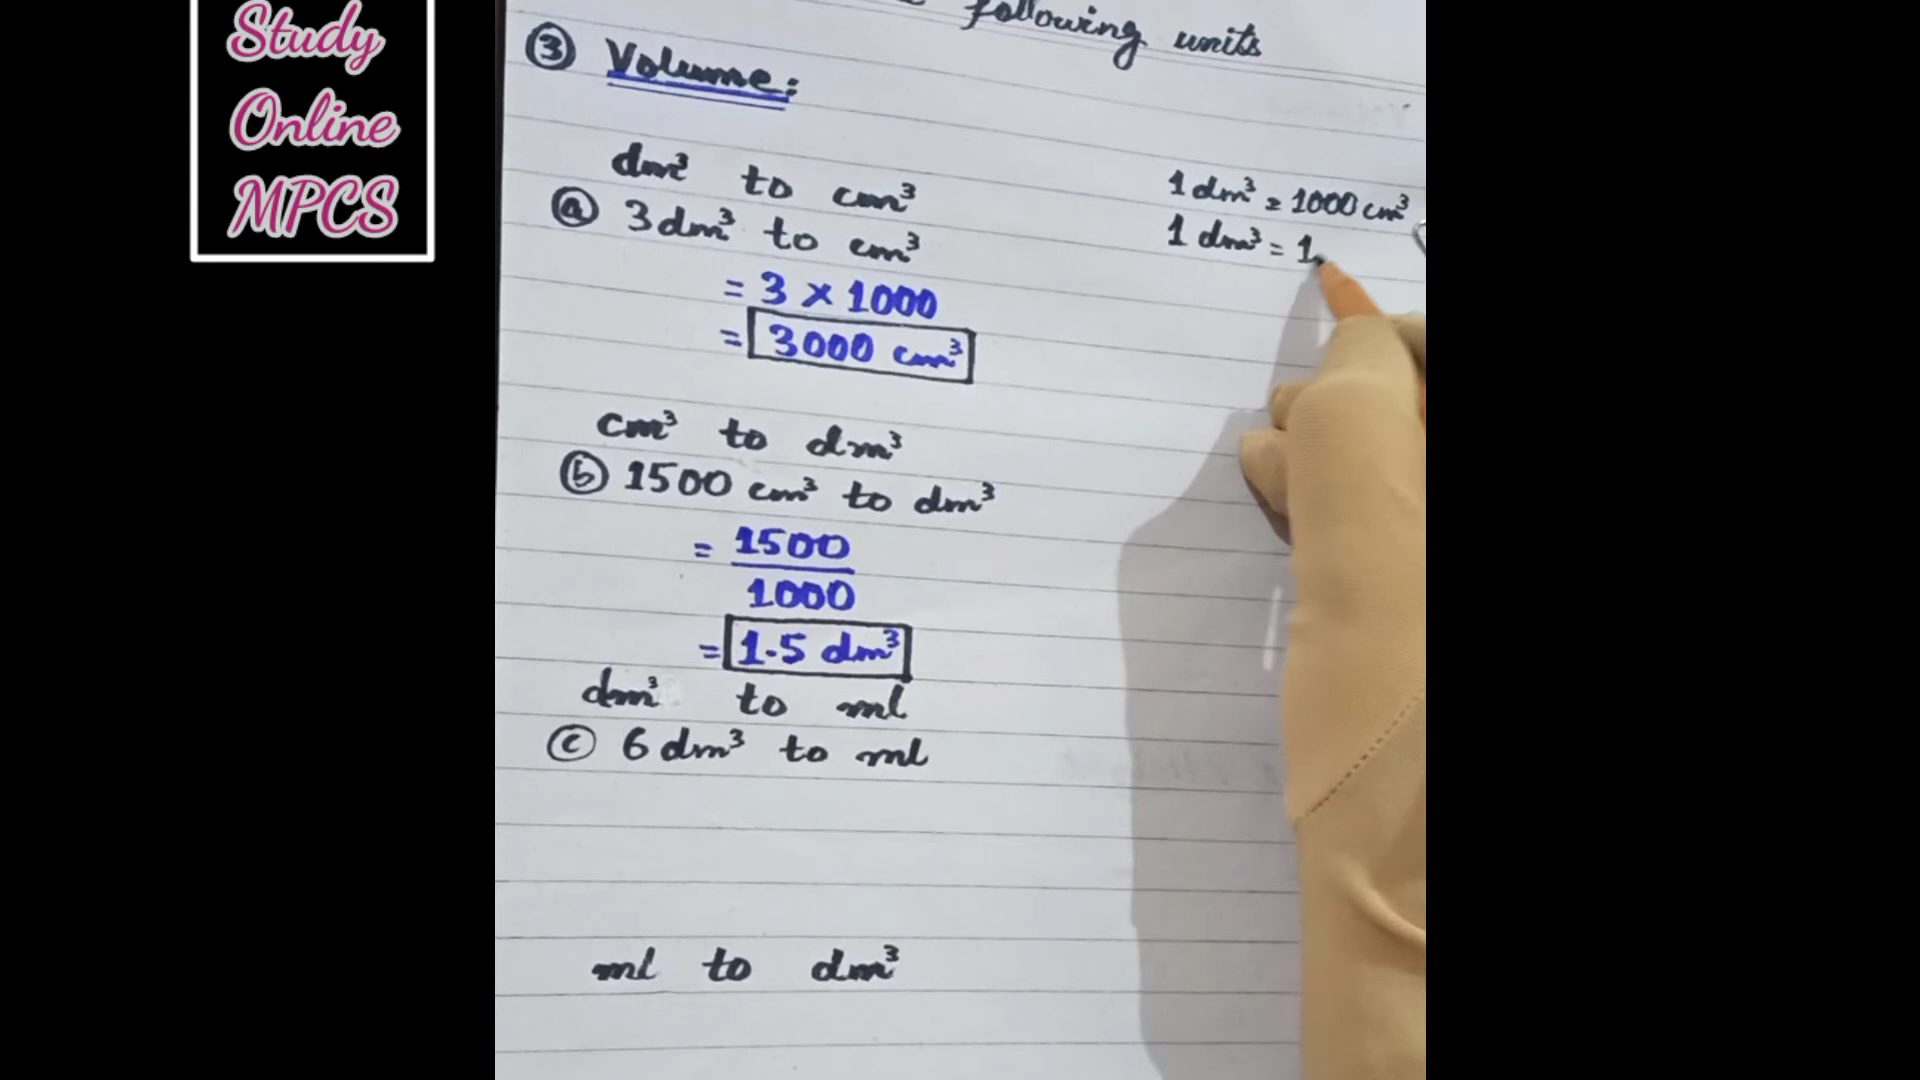 Study
Online
MPCS
following units
③ Volume:
dm³ to cm³
1 dm³ = 1000 cm³
ⓐ 3 dm³ to cm³
1 dm³ = 1
= 3 × 1000
= 3000 cm³
cm³ to dm³
ⓑ 1500 cm³ to dm³
= 1500
1000
= 1.5 dm³
dm³ to ml
ⓒ 6 dm³ to ml
ml to dm³